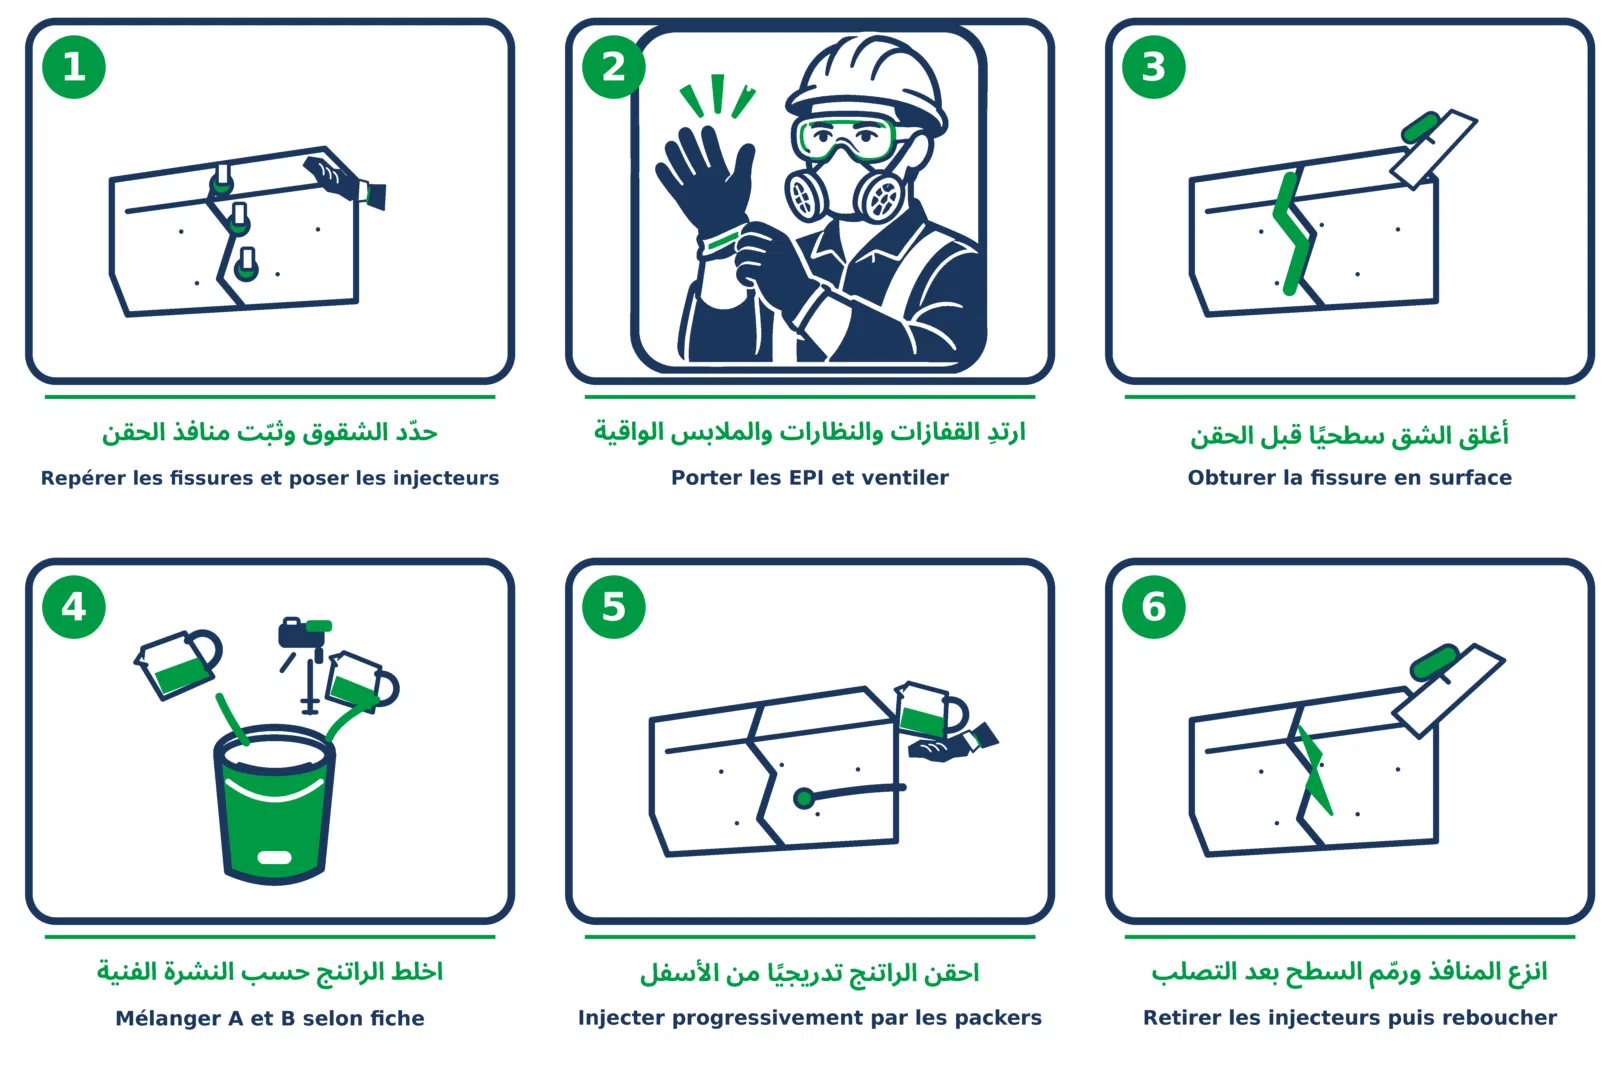 1
حدّد الشقوق وثبّت منافذ الحقن
Repérer les fissures et poser les injecteurs
2
ارتدِ القفازات والنظارات والملابس الواقية
Porter les EPI et ventiler
3
أغلق الشق سطحيًا قبل الحقن
Obturer la fissure en surface
4
اخلط الراتنج حسب النشرة الفنية
Mélanger A et B selon fiche
5
احقن الراتنج تدريجيًا من الأسفل
Injecter progressivement par les packers
6
انزع المنافذ ورمّم السطح بعد التصلب
Retirer les injecteurs puis reboucher